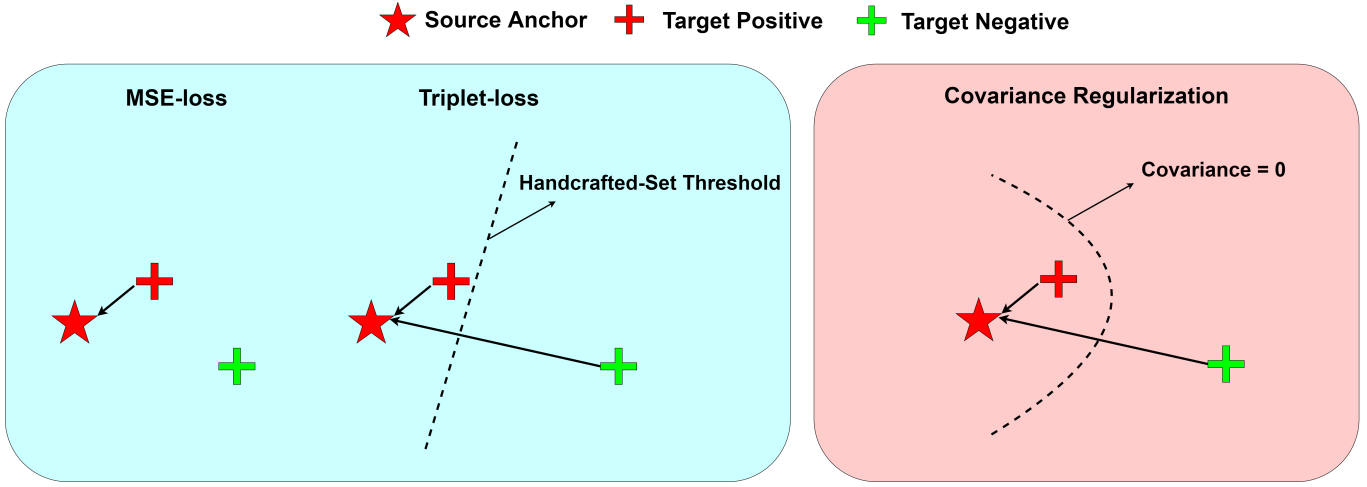 Source Anchor
Target Positive
Target Negative
MSE-loss
Triplet-loss
Handcrafted-Set Threshold
Covariance Regularization
Covariance = 0